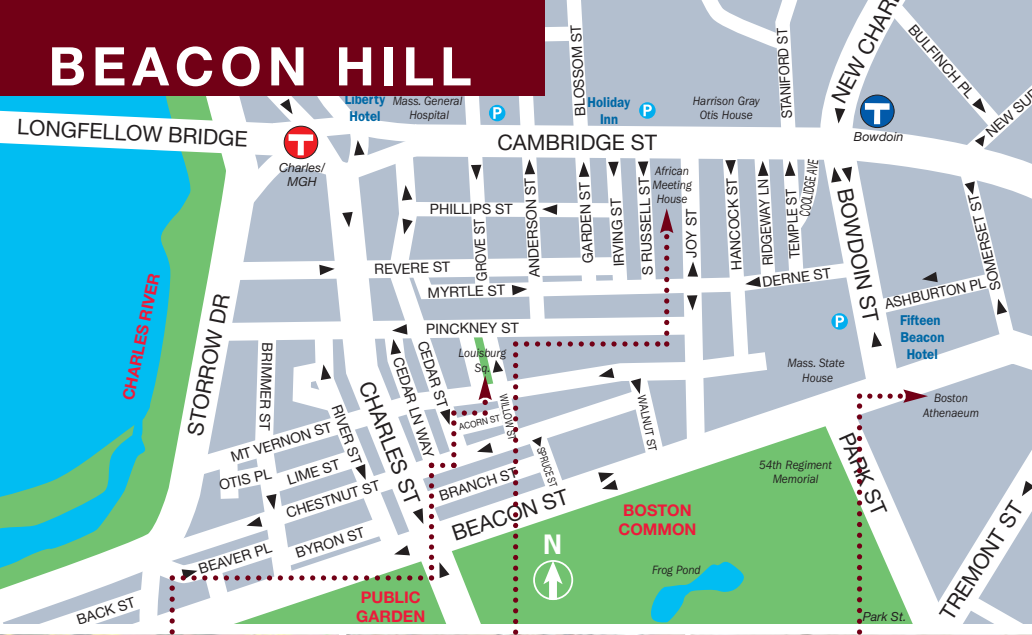 BEACON HILL
NEW CHAR
BULFINCH PL
NEW SU
BLOSSOM ST
STANIFORD ST
Liberty
Hotel
Mass. General
Hospital
P
Holiday
Inn
P
Harrison Gray
Otis House
T
Bowdoin
LONGFELLOW BRIDGE
T
Charles/
MGH
CAMBRIDGE ST
African
Meeting
House
PHILLIPS ST
GROVE ST
ANDERSON ST
GARDEN ST
IRVING ST
S RUSSELL ST
JOY ST
HANCOCK ST
RIDGEWAY LN
TEMPLE ST
COOLIDGE AVE
BOWDOIN ST
SOMERSET ST
REVERE ST
MYRTLE ST
DERNE ST
ASHBURTON PL
PINCKNEY ST
P
Fifteen
Beacon
Hotel
CHARLES RIVER
STORROW DR
BRIMMER ST
Louisburg
Sq.
CEDAR ST
CEDAR LN WAY
WILLOW ST
ACORN ST
WALNUT ST
Mass. State
House
Boston
Athenaeum
CHARLES ST
RIVER ST
MT VERNON ST
OTIS PL
LIME ST
CHESTNUT ST
BRANCH ST
SPRUCE ST
BEACON ST
BEAVER PL
BYRON ST
BACK ST
PUBLIC
GARDEN
BOSTON
COMMON
N
54th Regiment
Memorial
PARK ST
Frog Pond
Park St.
TREMONT ST